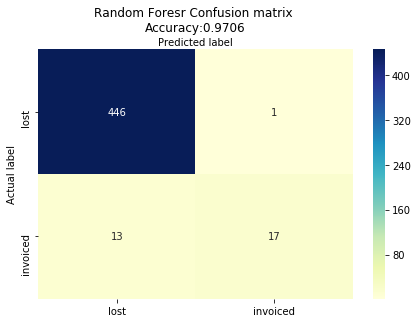 Random Foresr Confusion matrix
Accuracy:0.9706
Predicted label
Actual label
lost
446
1
invoiced
13
17
lost
invoiced
400
320
240
160
80